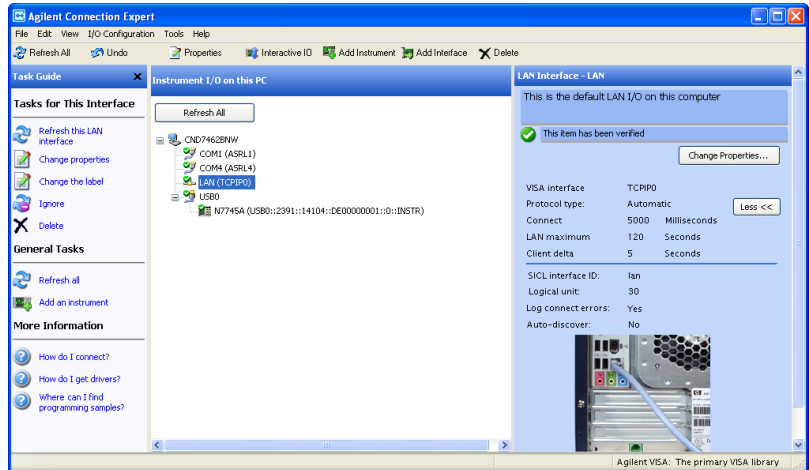 Agilent Connection Expert
File Edit View I/O Configuration Tools Help
Refresh All Undo Properties Interactive IO Add Instrument Add Interface Delete
Task Guide
Tasks for This Interface
Refresh this LAN
interface
Change properties
Change the label
Ignore
Delete
General Tasks
Refresh all
Add an instrument
More Information
How do I connect?
How do I get drivers?
Where can I find
programming samples?
Instrument I/O on this PC
Refresh All
CND7462BNW
COM1 (ASRL1)
COM4 (ASRL4)
LAN (TCPIP0)
USB0
N7745A (USB0::2391::14104::DE00000001::0::INSTR)
LAN Interface - LAN
This is the default LAN I/O on this computer
This item has been verified
Change Properties...
VISA interface TCPIP0
Protocol type: Automatic
Less <<
Connect 5000 Milliseconds
LAN maximum 120 Seconds
Client delta 5 Seconds
SICL interface ID: lan
Logical unit: 30
Log connect errors: Yes
Auto-discover: No
Agilent VISA: The primary VISA library